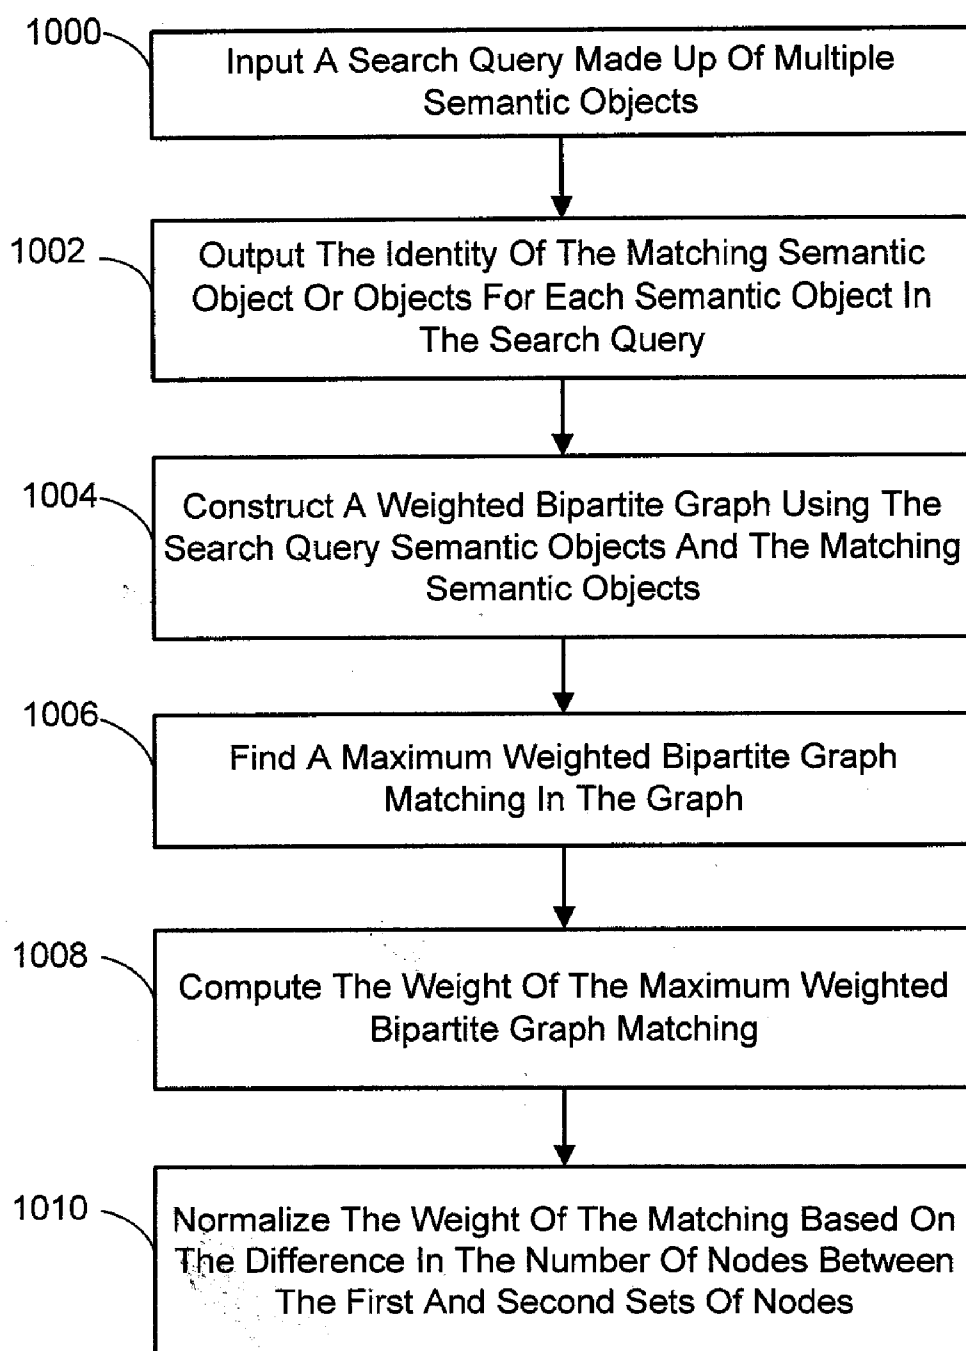 1000
Input A Search Query Made Up Of Multiple
Semantic Objects
1002
Output The Identity Of The Matching Semantic
Object Or Objects For Each Semantic Object In
The Search Query
1004
Construct A Weighted Bipartite Graph Using The
Search Query Semantic Objects And The Matching
Semantic Objects
1006
Find A Maximum Weighted Bipartite Graph
Matching In The Graph
1008
Compute The Weight Of The Maximum Weighted
Bipartite Graph Matching
1010
Normalize The Weight Of The Matching Based On
The Difference In The Number Of Nodes Between
The First And Second Sets Of Nodes